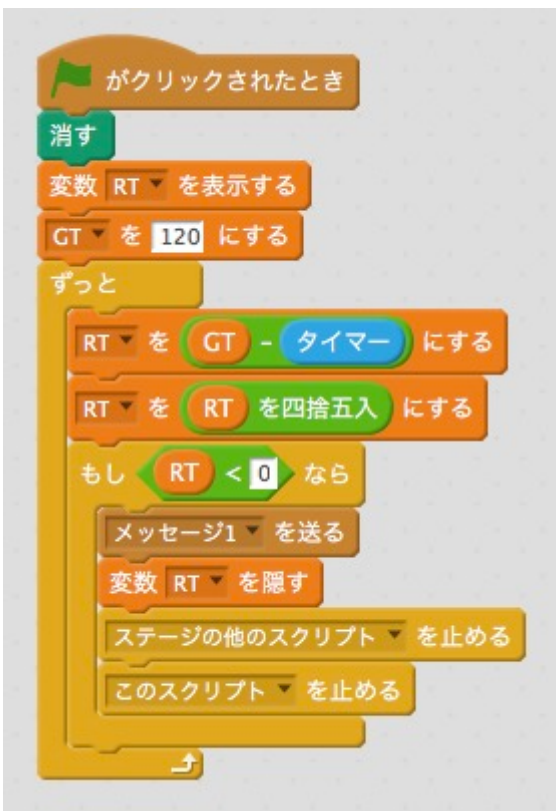 がクリックされたとき
消す
変数 RT を表示する
GT を 120 にする
ずっと
RT を GT - タイマー にする
RT を RT を四捨五入 にする
もし RT < 0 なら
メッセージ1 を送る
変数 RT を隠す
ステージの他のスクリプト を止める
このスクリプト を止める